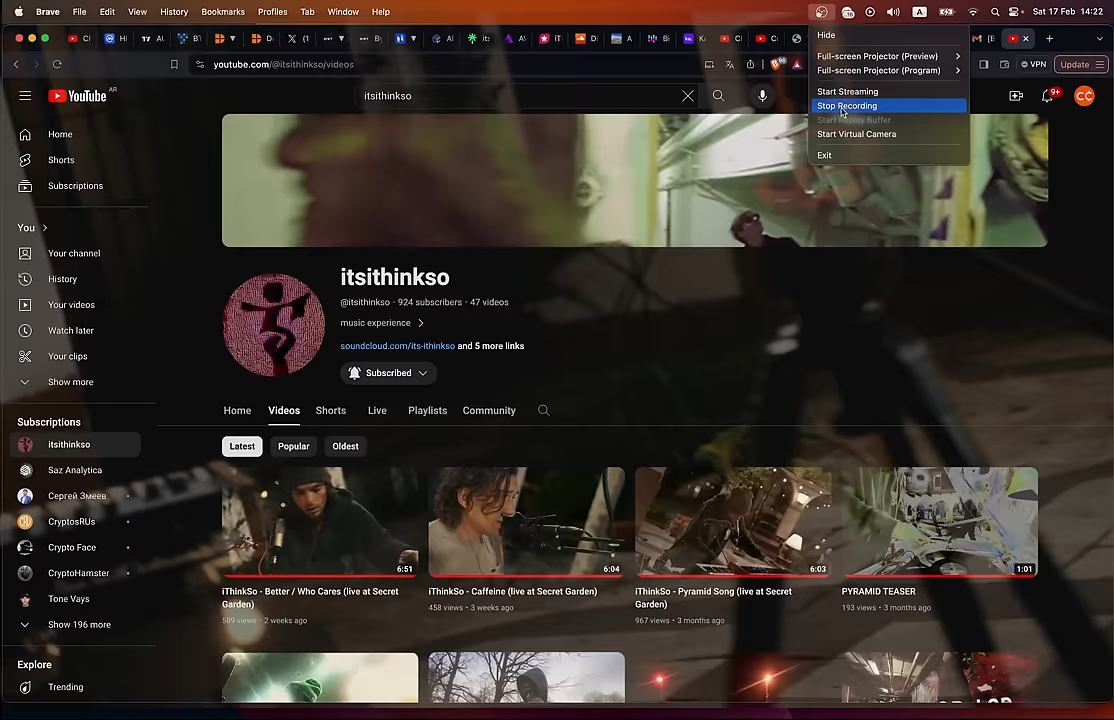 Brave File Edit View History Bookmarks Profiles Tab Window Help
A
Sat 17 Feb 14:22
youtube.com/@itsithinkso/videos
VPN
Update
Hide
Full-screen Projector (Preview)
Full-screen Projector (Program)
Start Streaming
Stop Recording
Start Replay Buffer
Start Virtual Camera
Exit
YouTube AR
itsithinkso
9+
CC
Home
Shorts
Subscriptions
You
Your channel
History
Your videos
Watch later
Your clips
Show more
Subscriptions
itsithinkso
Saz Analytica
Сергей Змеев
CryptosRUs
Crypto Face
CryptoHamster
Tone Vays
Show 196 more
Explore
Trending
itsithinkso
@itsithinkso · 924 subscribers · 47 videos
music experience
soundcloud.com/its-ithinkso and 5 more links
Subscribed
Home Videos Shorts Live Playlists Community
Latest Popular Oldest
6:51
6:04
6:03
1:01
iThinkSo - Better / Who Cares (live at Secret
Garden)
589 views · 2 weeks ago
iThinkSo - Caffeine (live at Secret Garden)
458 views · 3 weeks ago
iThinkSo - Pyramid Song (live at Secret
Garden)
967 views · 3 months ago
PYRAMID TEASER
193 views · 3 months ago